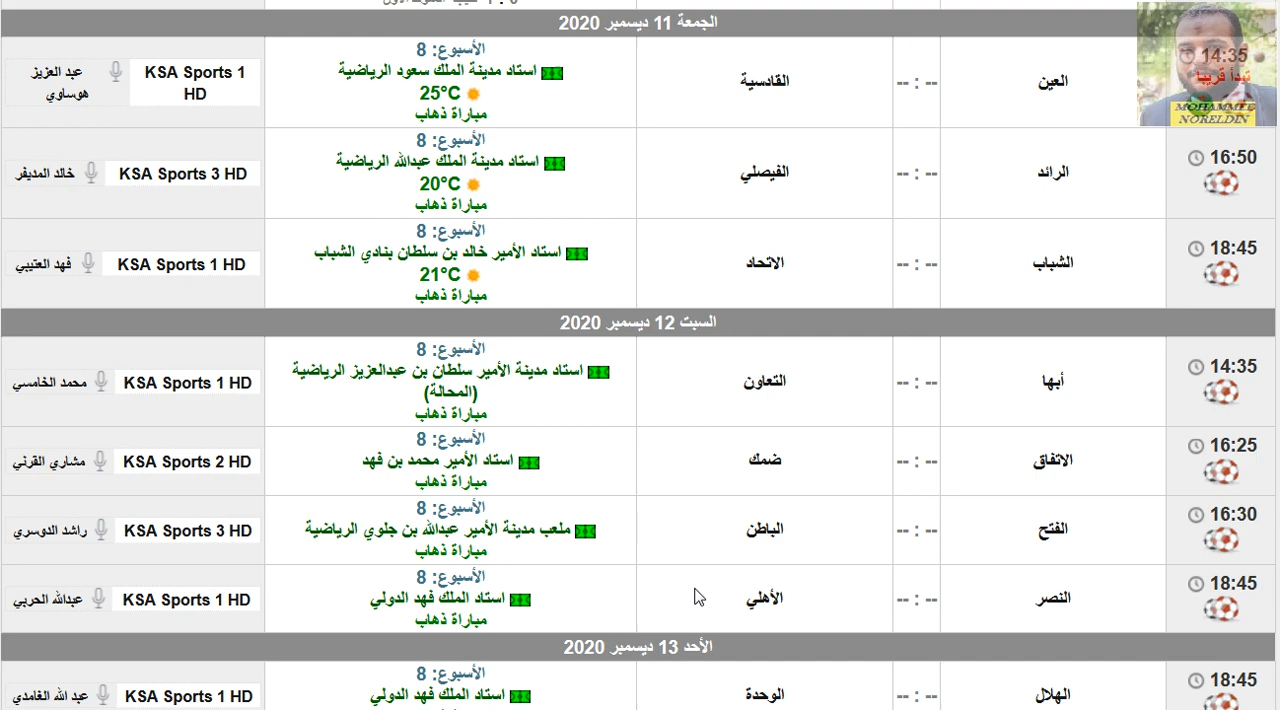 الجمعة 11 ديسمبر 2020
14:35
تبدأ قريبا
MOHAMMEE
NORELDIN
العين
-- : --
القادسية
الأسبوع: 8
استاد مدينة الملك سعود الرياضية
25°C
مباراة ذهاب
KSA Sports 1
HD
عبد العزيز
هوساوي
16:50
الرائد
-- : --
الفيصلي
الأسبوع: 8
استاد مدينة الملك عبدالله الرياضية
20°C
مباراة ذهاب
KSA Sports 3 HD
خالد المديفر
18:45
الشباب
-- : --
الاتحاد
الأسبوع: 8
استاد الأمير خالد بن سلطان بنادي الشباب
21°C
مباراة ذهاب
KSA Sports 1 HD
فهد العتيبي
السبت 12 ديسمبر 2020
14:35
أبها
-- : --
التعاون
الأسبوع: 8
استاد مدينة الأمير سلطان بن عبدالعزيز الرياضية
(المحالة)
مباراة ذهاب
KSA Sports 1 HD
محمد الخامسي
16:25
الاتفاق
-- : --
ضمك
الأسبوع: 8
استاد الأمير محمد بن فهد
مباراة ذهاب
KSA Sports 2 HD
مشاري القرني
16:30
الفتح
-- : --
الباطن
الأسبوع: 8
ملعب مدينة الأمير عبدالله بن جلوي الرياضية
مباراة ذهاب
KSA Sports 3 HD
راشد الدوسري
18:45
النصر
-- : --
الأهلي
الأسبوع: 8
استاد الملك فهد الدولي
مباراة ذهاب
KSA Sports 1 HD
عبدالله الحربي
الأحد 13 ديسمبر 2020
18:45
الهلال
-- : --
الوحدة
الأسبوع: 8
استاد الملك فهد الدولي
KSA Sports 1 HD
عبد الله الغامدي